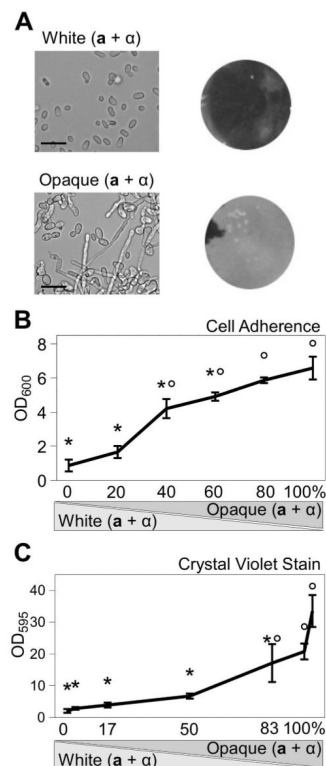 A
White (a + α)
Opaque (a + α)
B
Cell Adherence
8
6
4
2
0
OD600
*
*
*°
*°
°
°
0 20 40 60 80 100%
White (a + α)
Opaque (a + α)
C
Crystal Violet Stain
40
30
20
10
0
OD595
**
*
*
*°
°
°
0 17 50 83 100%
White (a + α)
Opaque (a + α)